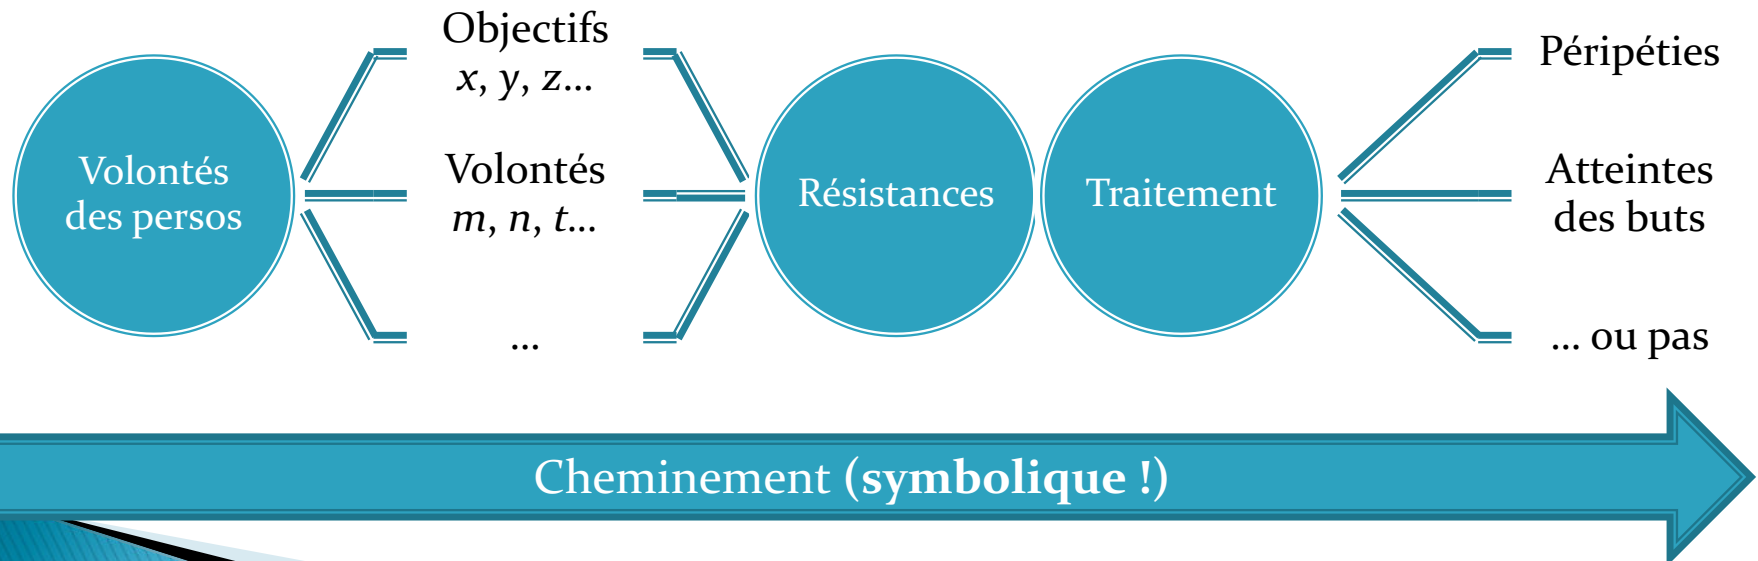 Volontés
des persos
Objectifs
x, y, z...
Volontés
m, n, t...
...
Résistances
Traitement
Péripéties
Atteintes
des buts
... ou pas
Cheminement (symbolique !)